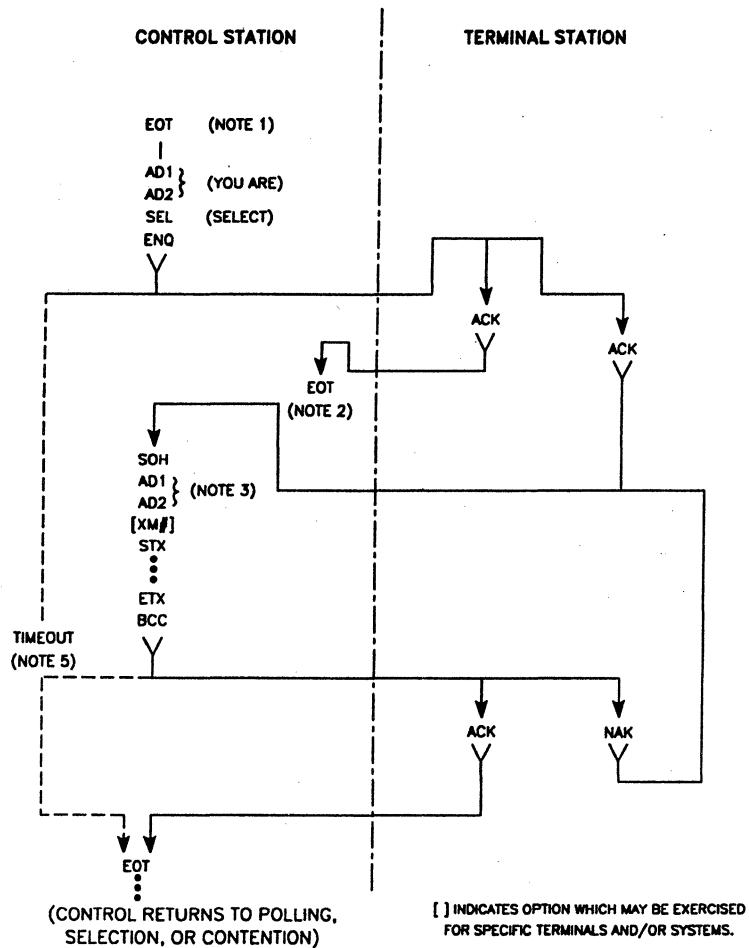 CONTROL STATION
TERMINAL STATION
EOT (NOTE 1)
AD1
AD2
(YOU ARE)
SEL (SELECT)
ENQ
ACK
ACK
EOT
(NOTE 2)
SOH
AD1
AD2
(NOTE 3)
[XM#]
STX
ETX
BCC
TIMEOUT
(NOTE 5)
ACK
NAK
EOT
(CONTROL RETURNS TO POLLING,
SELECTION, OR CONTENTION)
[ ] INDICATES OPTION WHICH MAY BE EXERCISED
FOR SPECIFIC TERMINALS AND/OR SYSTEMS.